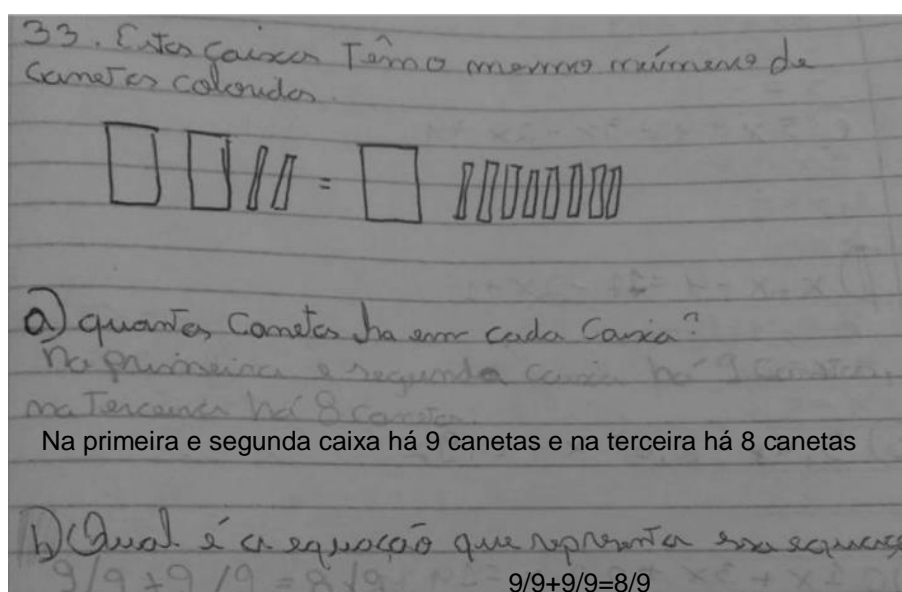 33. Estas caixas Têm o mesmo número de
canetas coloridas.
=
a) quantas Canetas ha em cada Caixa?
Na primeira e segunda caixa há 9 canetas,
na Terceira há 8 canetas.
Na primeira e segunda caixa há 9 canetas e na terceira há 8 canetas
b) Qual é a equação que representa essa
9/9+9/9=8/9
9/9+9/9=8/9